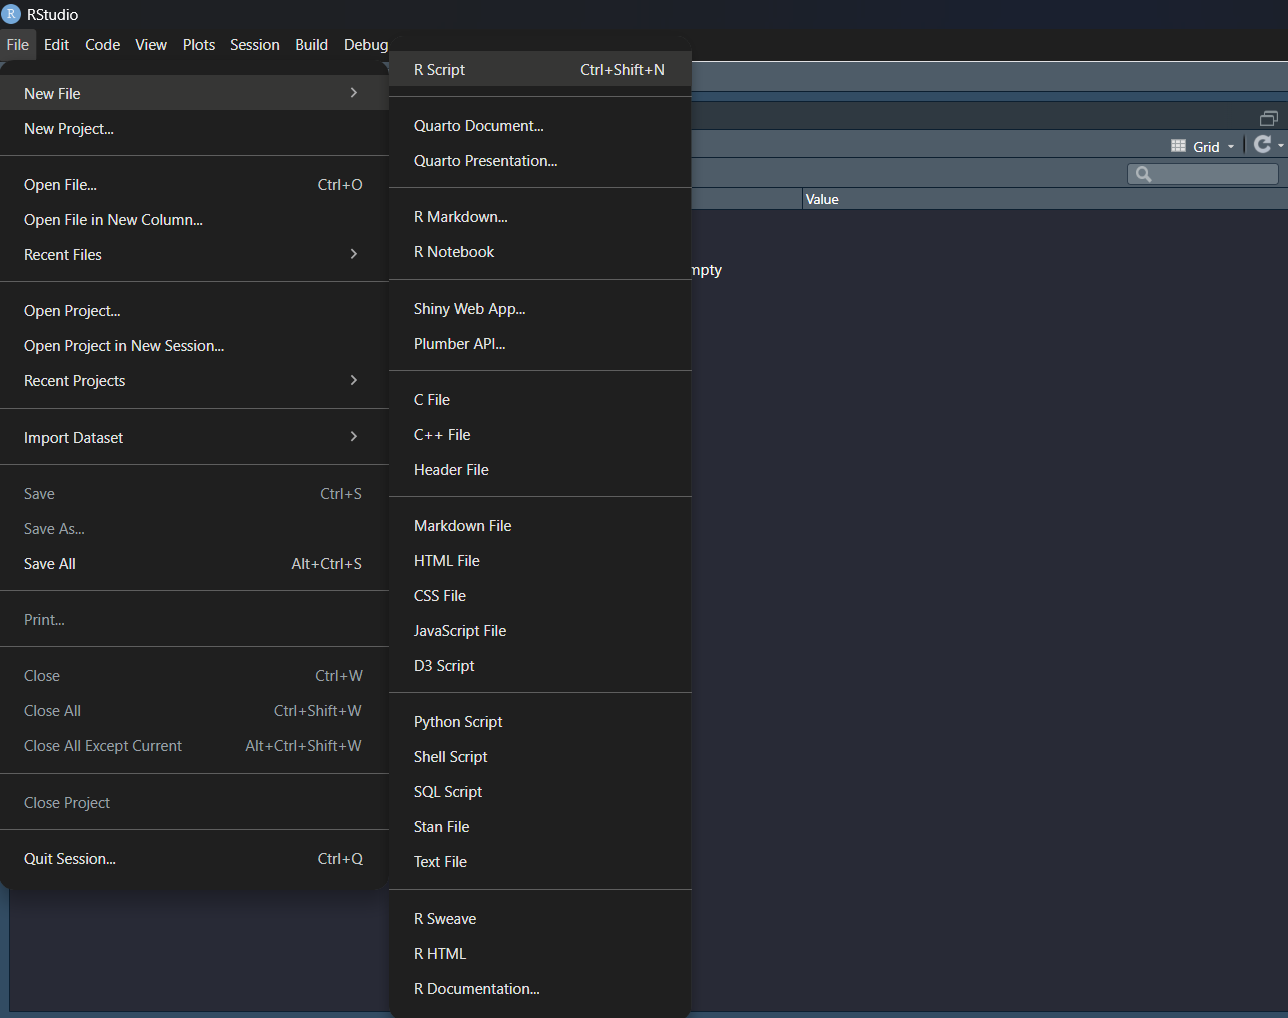 RStudio
File Edit Code View Plots Session Build Debug
New File
New Project...
Open File... Ctrl+O
Open File in New Column...
Recent Files
Open Project...
Open Project in New Session...
Recent Projects
Import Dataset
Save Ctrl+S
Save As...
Save All Alt+Ctrl+S
Print...
Close Ctrl+W
Close All Ctrl+Shift+W
Close All Except Current Alt+Ctrl+Shift+W
Close Project
Quit Session... Ctrl+Q
R Script Ctrl+Shift+N
Quarto Document...
Quarto Presentation...
R Markdown...
R Notebook
Shiny Web App...
Plumber API...
C File
C++ File
Header File
Markdown File
HTML File
CSS File
JavaScript File
D3 Script
Python Script
Shell Script
SQL Script
Stan File
Text File
R Sweave
R HTML
R Documentation...
Grid
Value
mpty